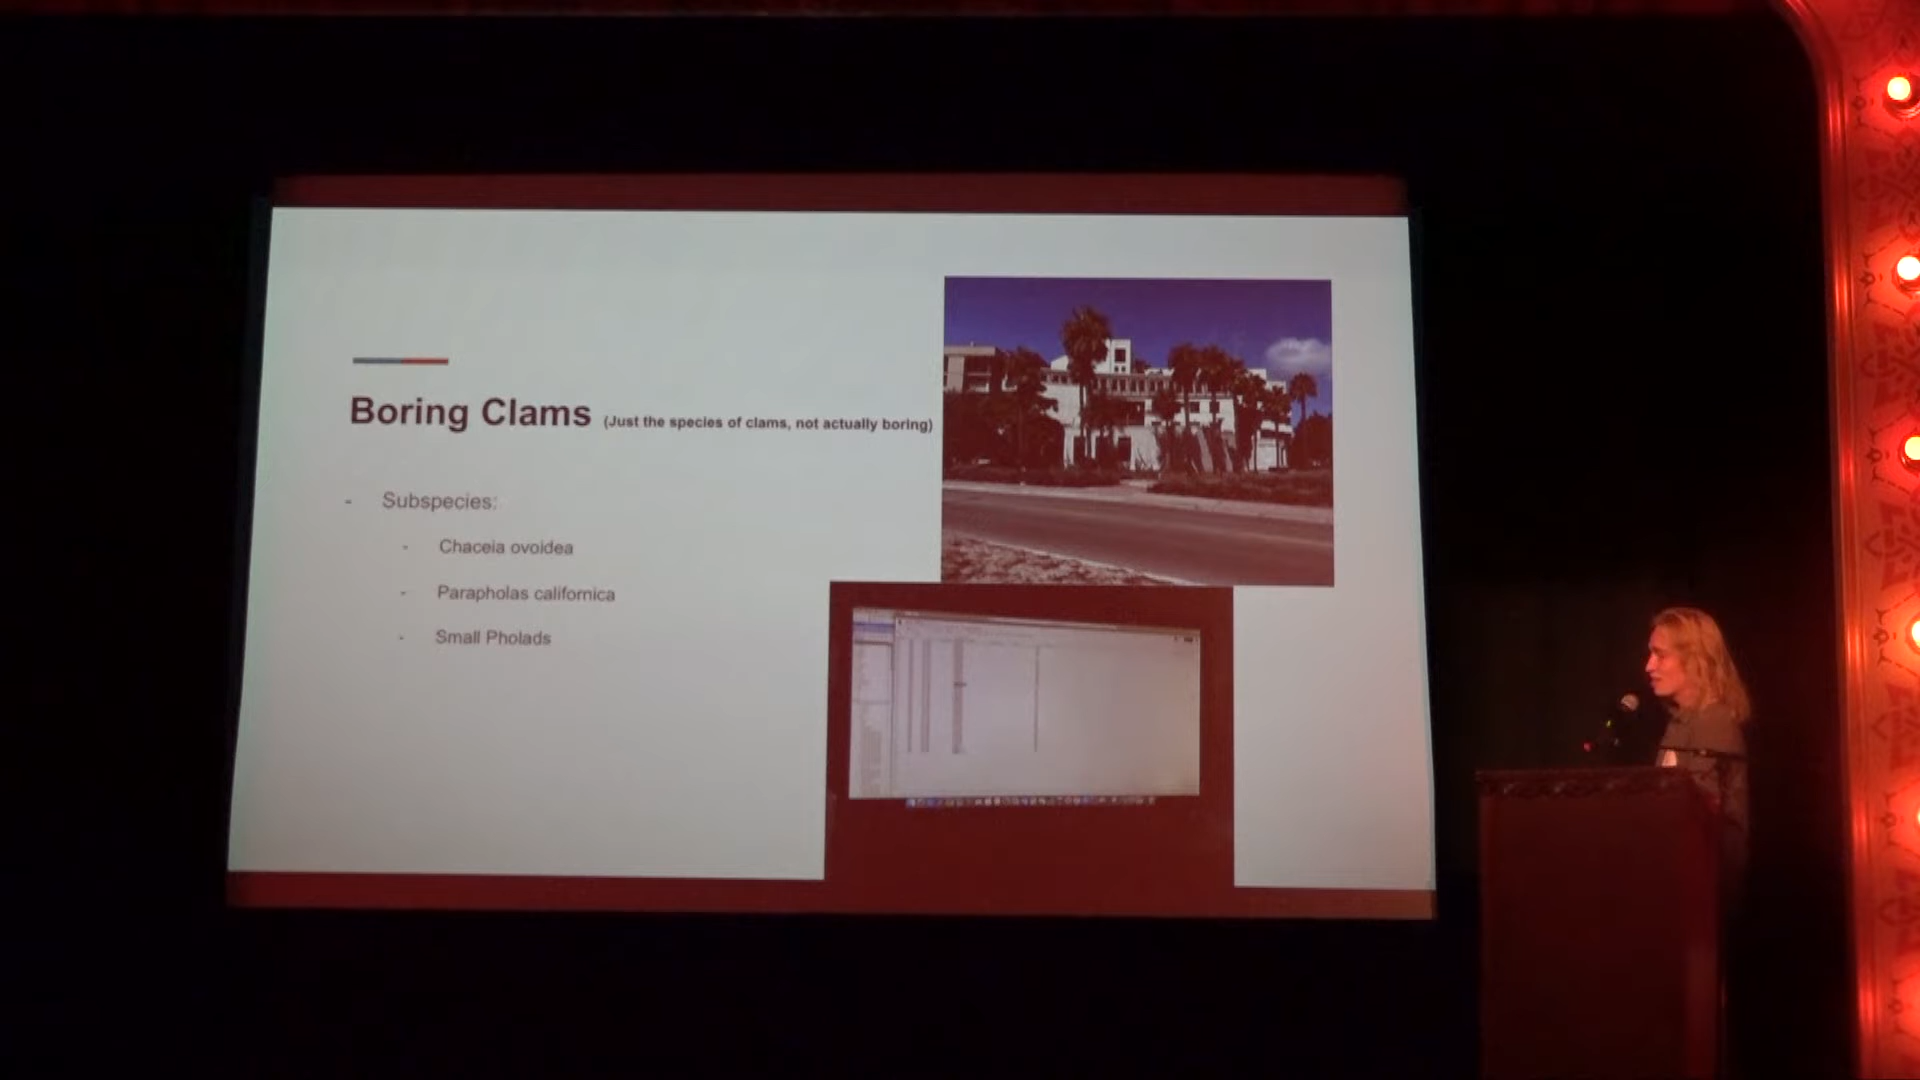 Boring Clams (Just the species of clams, not actually boring)
- Subspecies:
- Chaceia ovoidea
- Parapholas californica
- Small Pholads